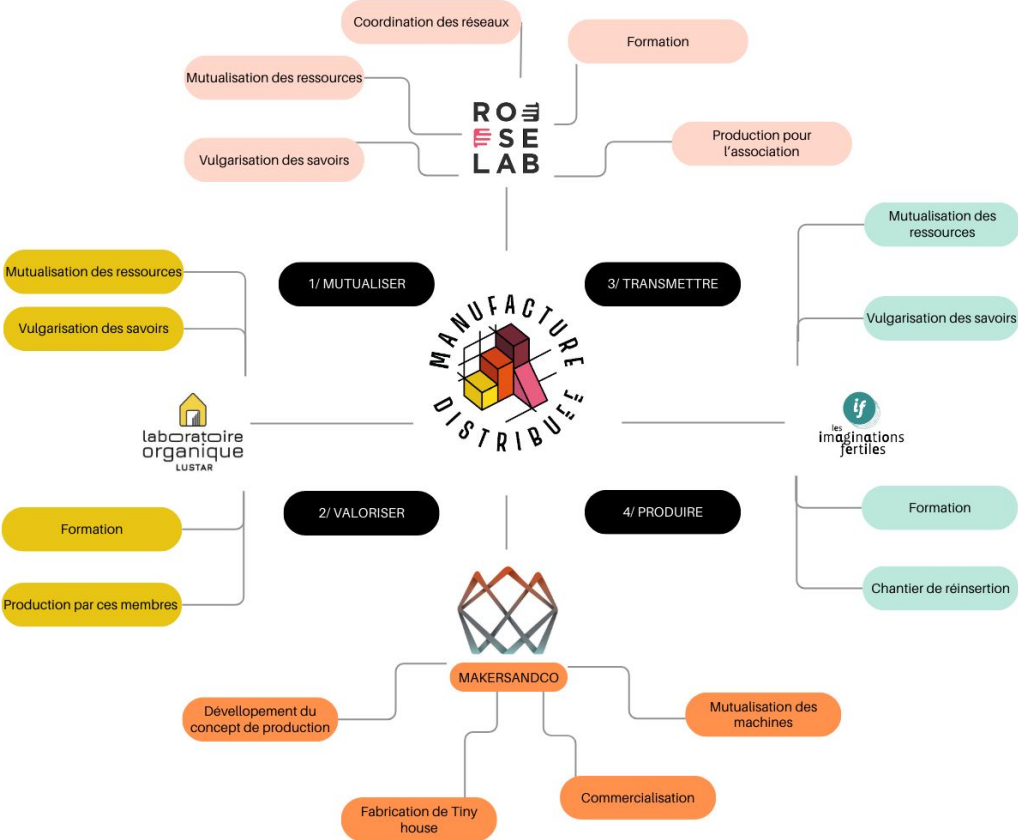 Coordination des réseaux
Formation
Mutualisation des ressources
Vulgarisation des savoirs
RO
SE
LAB
Production pour
l'association
Mutualisation des
ressources
Vulgarisation des savoirs
Mutualisation des ressources
Vulgarisation des savoirs
1/ MUTUALISER
3/ TRANSMETTRE
MANUFACTURE
DISTRIBUÉE
laboratoire
organique
LUSTAR
if
les
imaginations
fertiles
2/ VALORISER
4/ PRODUIRE
Formation
Production par ces membres
Formation
Chantier de réinsertion
MAKERSANDCO
Dévellopement du
concept de production
Mutualisation des
machines
Fabrication de Tiny
house
Commercialisation